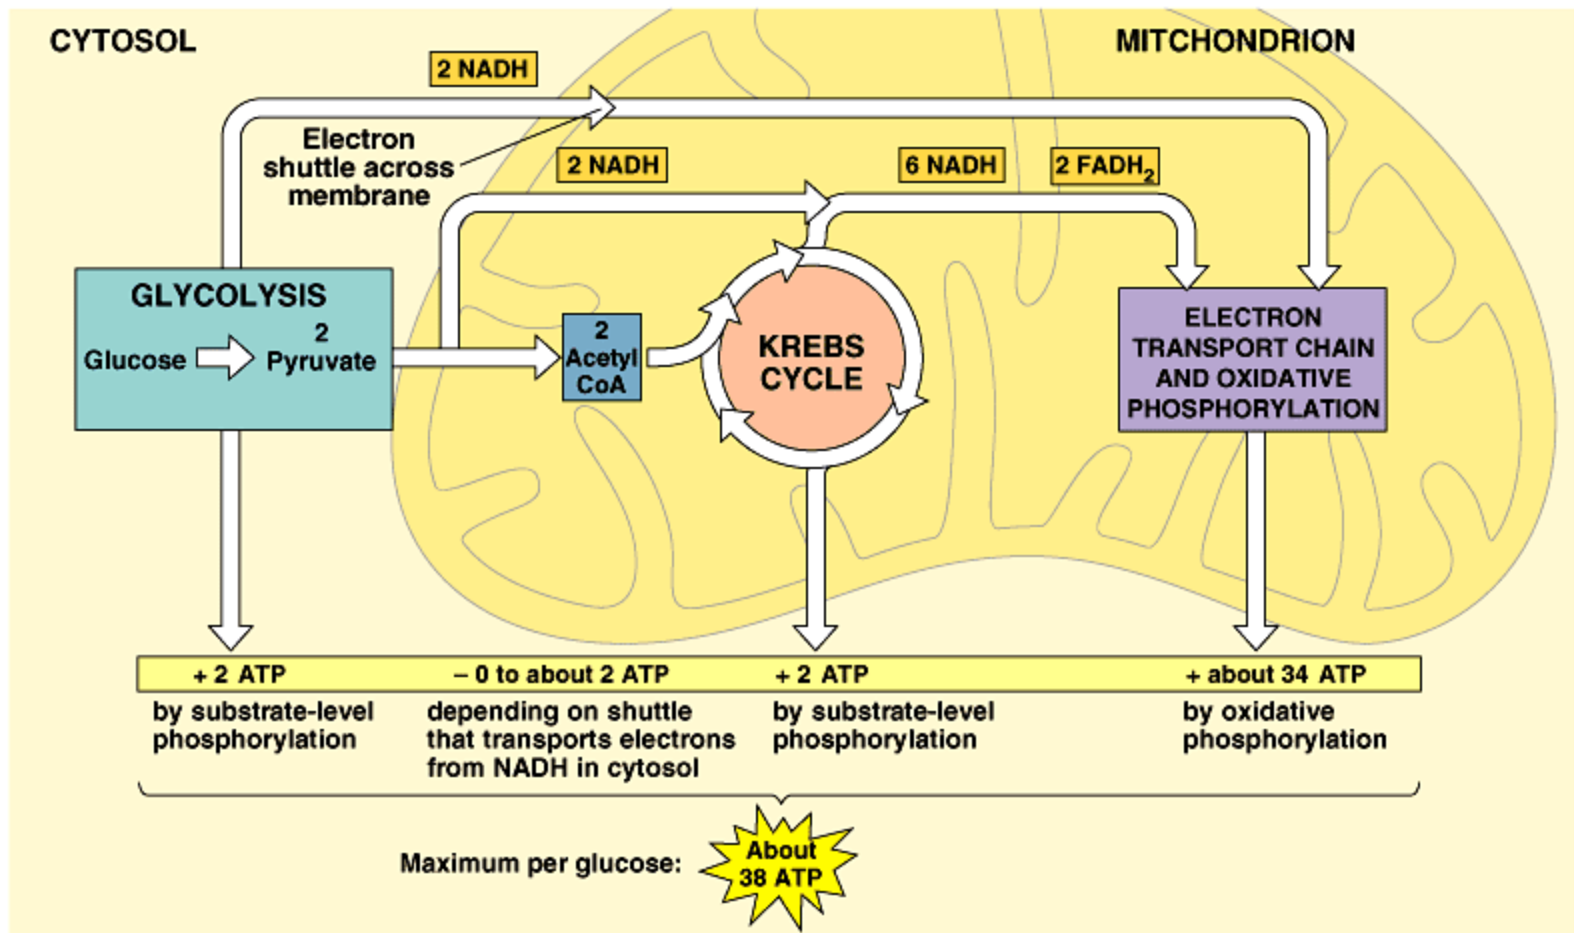 CYTOSOL
MITCHONDRION
2 NADH
Electron
shuttle across
membrane
2 NADH
6 NADH
2 FADH₂
GLYCOLYSIS
Glucose
2
Pyruvate
2
Acetyl
CoA
KREBS
CYCLE
ELECTRON
TRANSPORT CHAIN
AND OXIDATIVE
PHOSPHORYLATION
+ 2 ATP
by substrate-level
phosphorylation
– 0 to about 2 ATP
depending on shuttle
that transports electrons
from NADH in cytosol
+ 2 ATP
by substrate-level
phosphorylation
+ about 34 ATP
by oxidative
phosphorylation
Maximum per glucose:
About
38 ATP